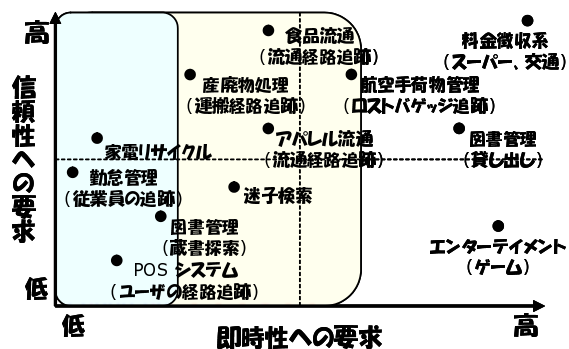 高
食品流通
（流通経路追跡）
料金徴収系
（スーパー、交通）
産廃物処理
（運搬経路追跡）
航空手荷物管理
（ロストバゲッジ追跡）
アパレル流通
（流通経路追跡）
図書管理
（貸し出し）
家電リサイクル
勤怠管理
（従業員の追跡）
迷子検索
図書管理
（蔵書探索）
エンターテイメント
（ゲーム）
POS システム
（ユーザの経路追跡）
信頼性への要求
低
低
即時性への要求
高